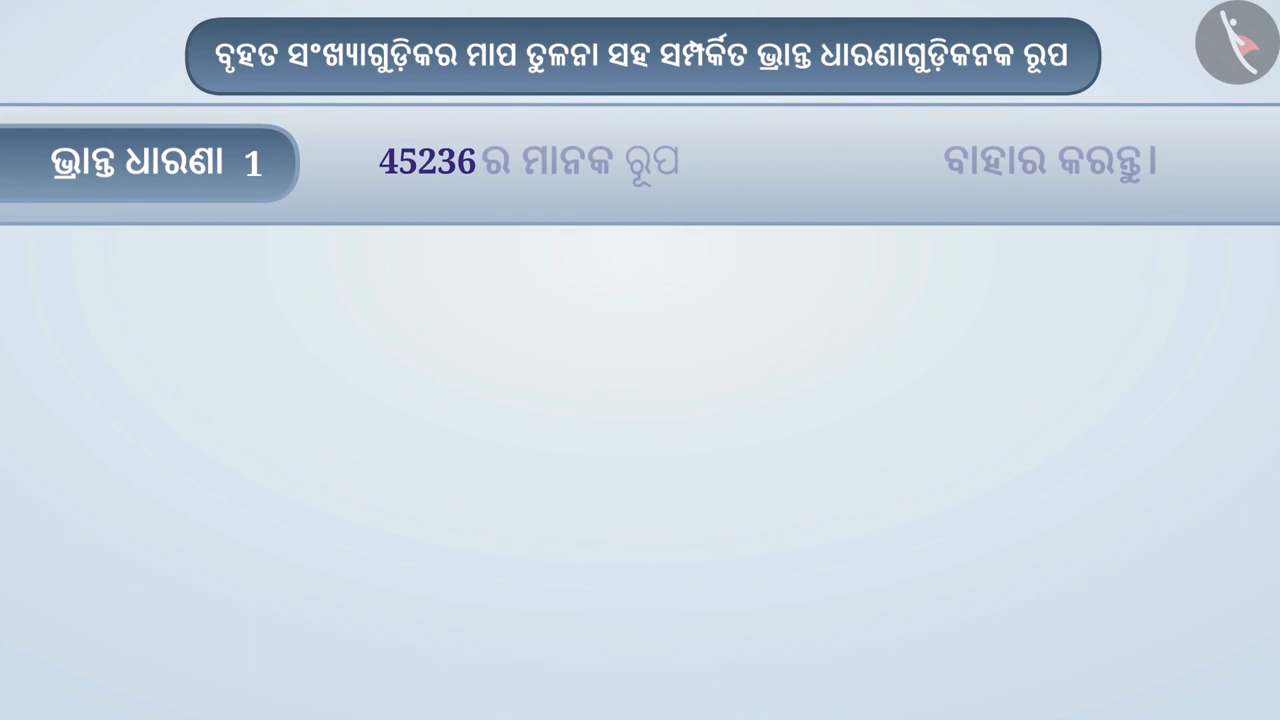 ବୃହତ ସଂଖ୍ୟାଗୁଡ଼ିକର ମାପ ତୁଳନା ସହ ସମ୍ପର୍କିତ ଭ୍ରାନ୍ତ ଧାରଣାଗୁଡ଼ିକନକ ରୂପ
ଭ୍ରାନ୍ତ ଧାରଣା 1 45236 ର ମାନକ ରୂପ ବାହାର କରନ୍ତୁ।